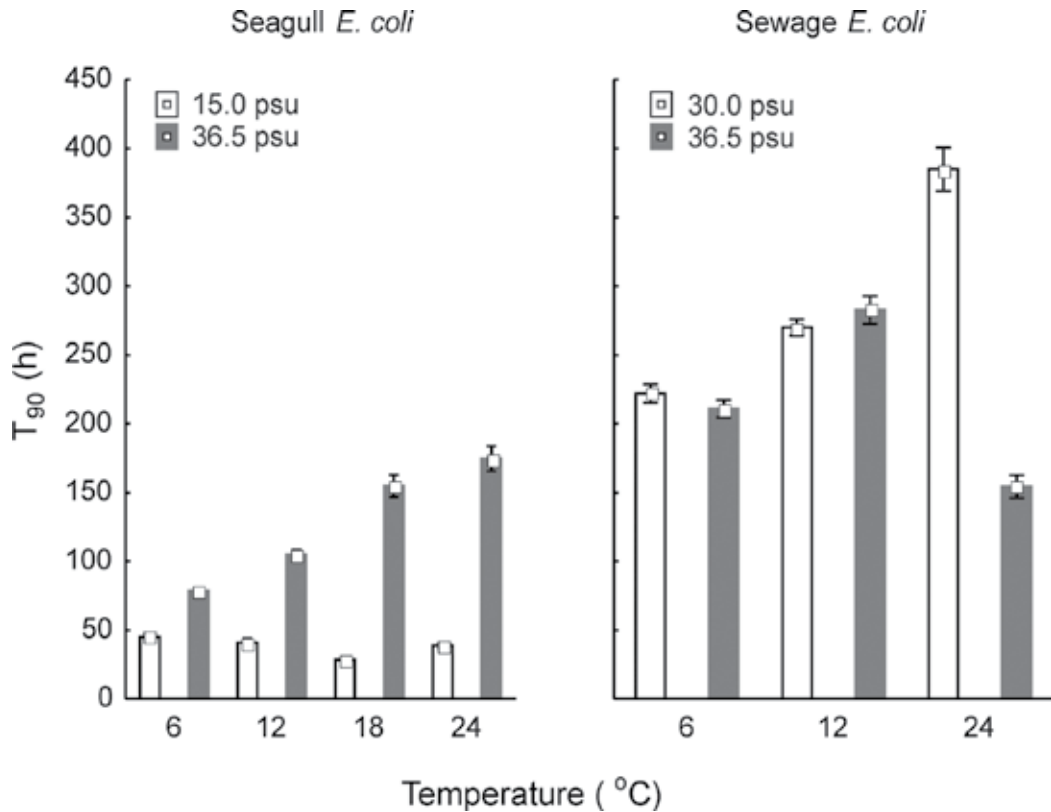 Seagull E. coli
Sewage E. coli
450
400
350
300
250
200
150
100
50
0
T90 (h)
15.0 psu
36.5 psu
30.0 psu
36.5 psu
6 12 18 24
6 12 24
Temperature ( °C)